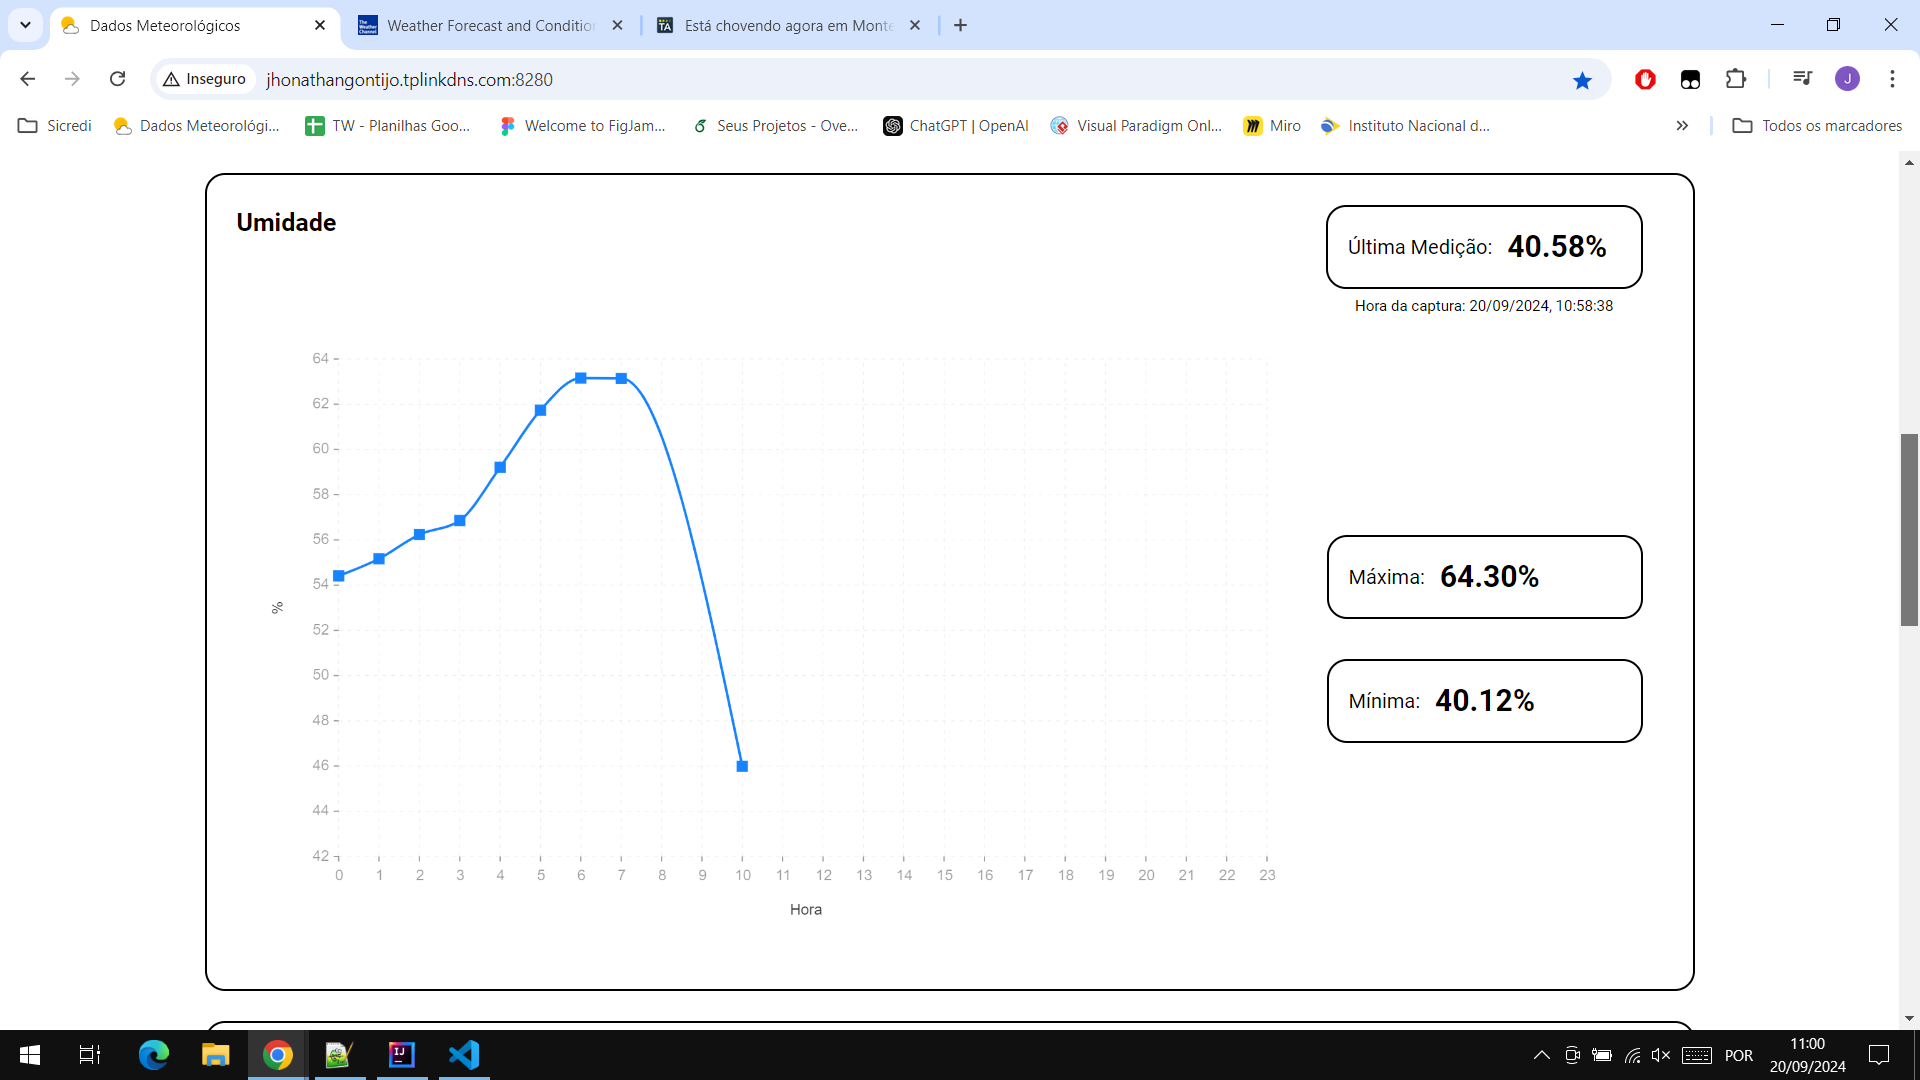 Dados Meteorológicos
Weather Forecast and Conditio
Está chovendo agora em Monte
Inseguro
jhonathangontijo.tplinkdns.com:8280
J
Sicredi
Dados Meteorológi...
TW - Planilhas Goo...
Welcome to FigJam...
Seus Projetos - Ove...
ChatGPT | OpenAI
Visual Paradigm Onl...
Miro
Instituto Nacional d...
Todos os marcadores
Umidade
Última Medição: 40.58%
Hora da captura: 20/09/2024, 10:58:38
64
62
60
58
56
54
52
50
48
46
44
42
%
0 1 2 3 4 5 6 7 8 9 10 11 12 13 14 15 16 17 18 19 20 21 22 23
Hora
Máxima: 64.30%
Mínima: 40.12%
POR
11:00
20/09/2024